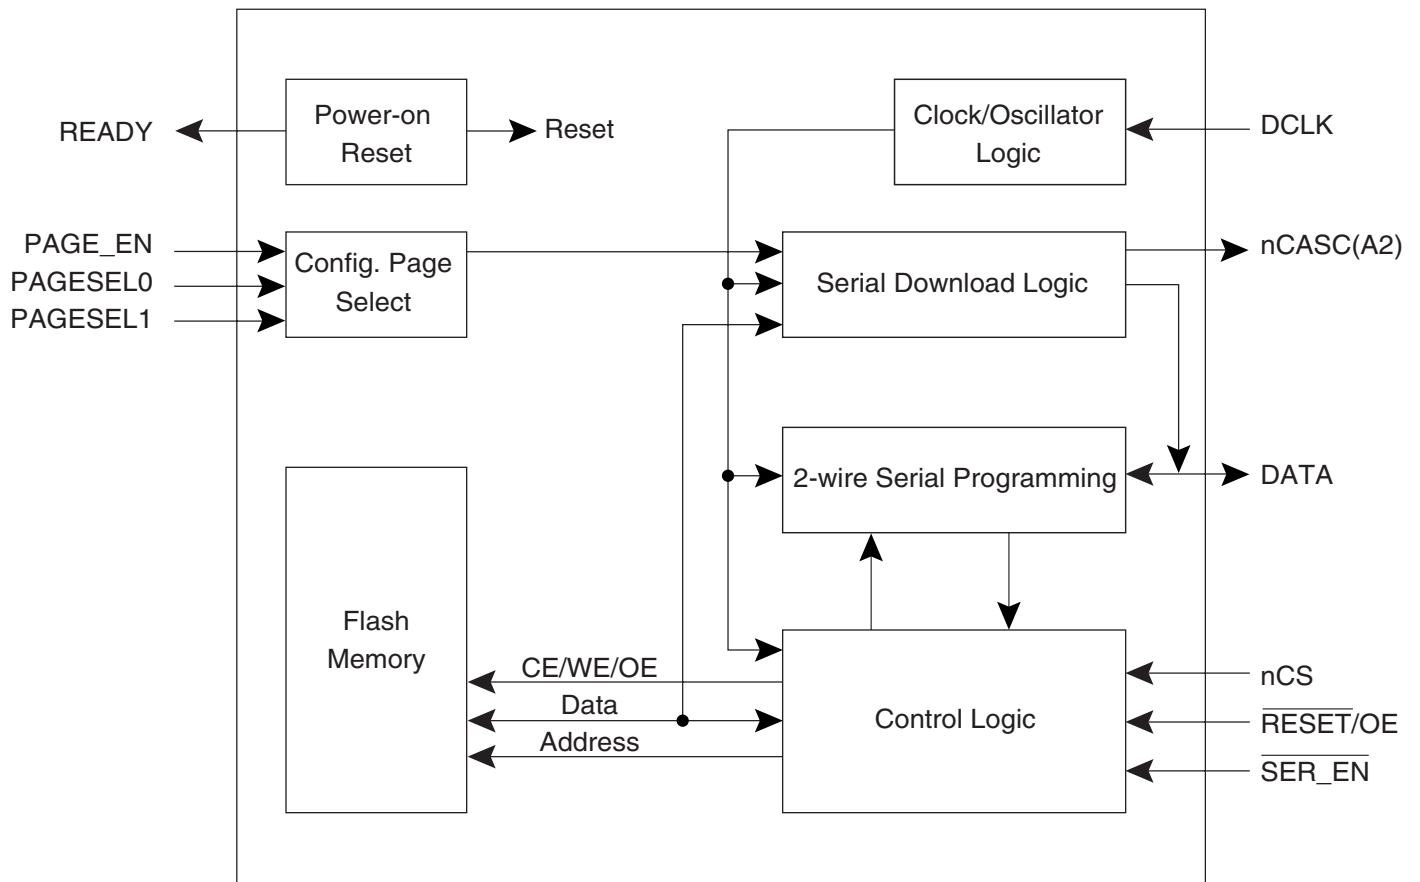 READY
Power-on
Reset
Reset
Clock/Oscillator
Logic
DCLK
PAGE_EN
PAGESEL0
PAGESEL1
Config. Page
Select
Serial Download Logic
nCASC(A2)
2-wire Serial Programming
DATA
Flash
Memory
CE/WE/OE
Data
Address
Control Logic
nCS
RESET/OE
SER_EN